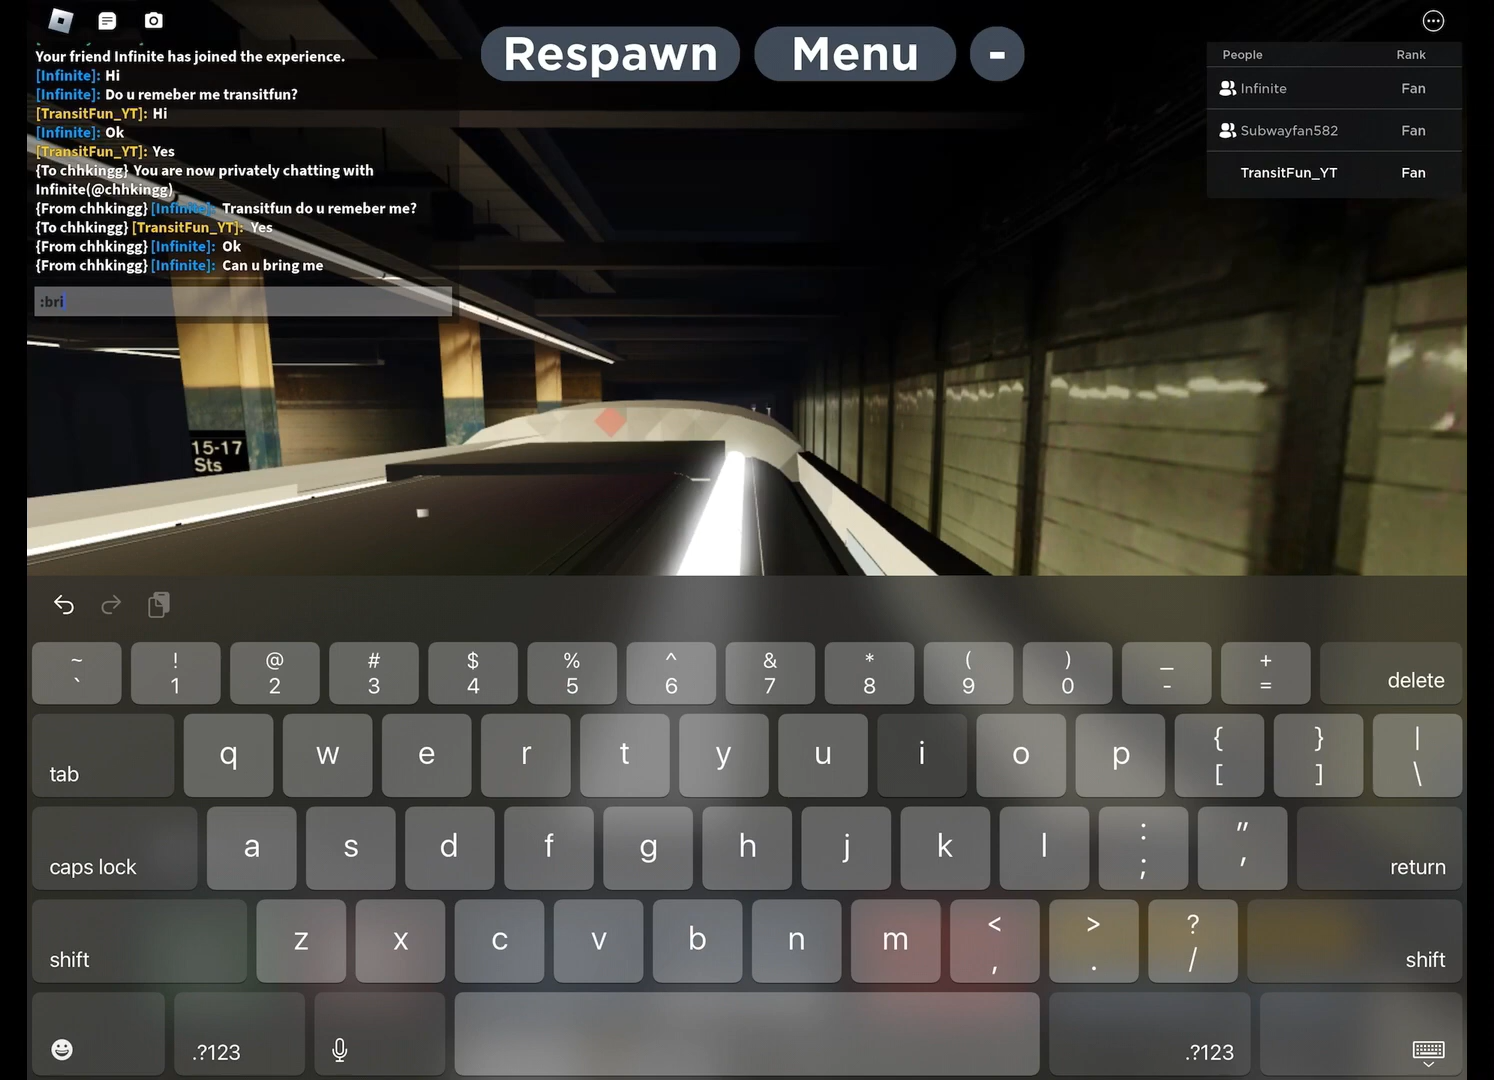 Respawn
Menu
-
Your friend Infinite has joined the experience.
[Infinite]: Hi
[Infinite]: Do u remeber me transitfun?
[TransitFun_YT]: Hi
[Infinite]: Ok
[TransitFun_YT]: Yes
{To chhkingg} You are now privately chatting with
Infinite(@chhkingg)
{From chhkingg} [Infinite]: Transitfun do u remeber me?
{To chhkingg} [TransitFun_YT]: Yes
{From chhkingg} [Infinite]: Ok
{From chhkingg} [Infinite]: Can u bring me
:bri
People Rank
Infinite Fan
Subwayfan582 Fan
TransitFun_YT Fan
15-17
Sts
~ ! @ # $ % ^ & * ( ) _ +
` 1 2 3 4 5 6 7 8 9 0 - = delete
tab q w e r t y u i o p { [ } ] | \
caps lock a s d f g h j k l : ; " ' return
shift z x c v b n m < , > . ? / shift
.?123 .?123